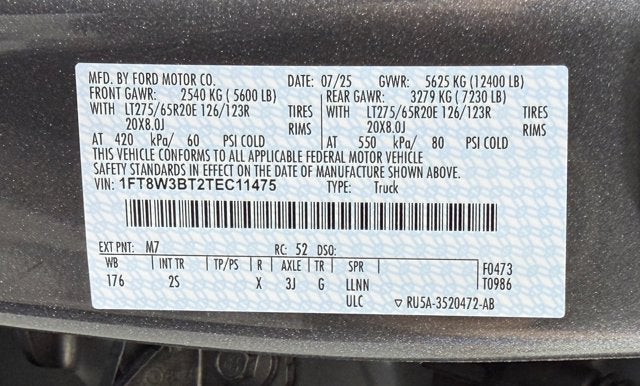 MFD. BY FORD MOTOR CO. DATE: 07/25 GVWR: 5625 KG (12400 LB)
FRONT GAWR: 2540 KG (5600 LB) REAR GAWR: 3279 KG (7230 LB)
WITH LT275/65R20E 126/123R TIRES WITH LT275/65R20E 126/123R TIRES
20X8.0J RIMS 20X8.0J RIMS
AT 420 kPa/ 60 PSI COLD AT 550 kPa/ 80 PSI COLD
THIS VEHICLE CONFORMS TO ALL APPLICABLE FEDERAL MOTOR VEHICLE
SAFETY STANDARDS IN EFFECT ON THE DATE OF MANUFACTURE SHOWN ABOVE.
VIN: 1FT8W3BT2TEC11475 TYPE: Truck
EXT PNT: M7 RC: 52 DSO:
WB INT TR TP/PS R AXLE TR SPR F0473
176 2S X 3J G LLNN T0986
ULC ▽ RU5A-3520472-AB